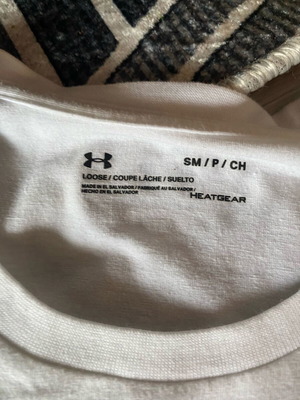 SM / P / CH
LOOSE / COUPE LÂCHE / SUELTO
MADE IN EL SALVADOR / FABRIQUÉ AU SALVADOR /
HECHO EN EL SALVADOR
HEATGEAR